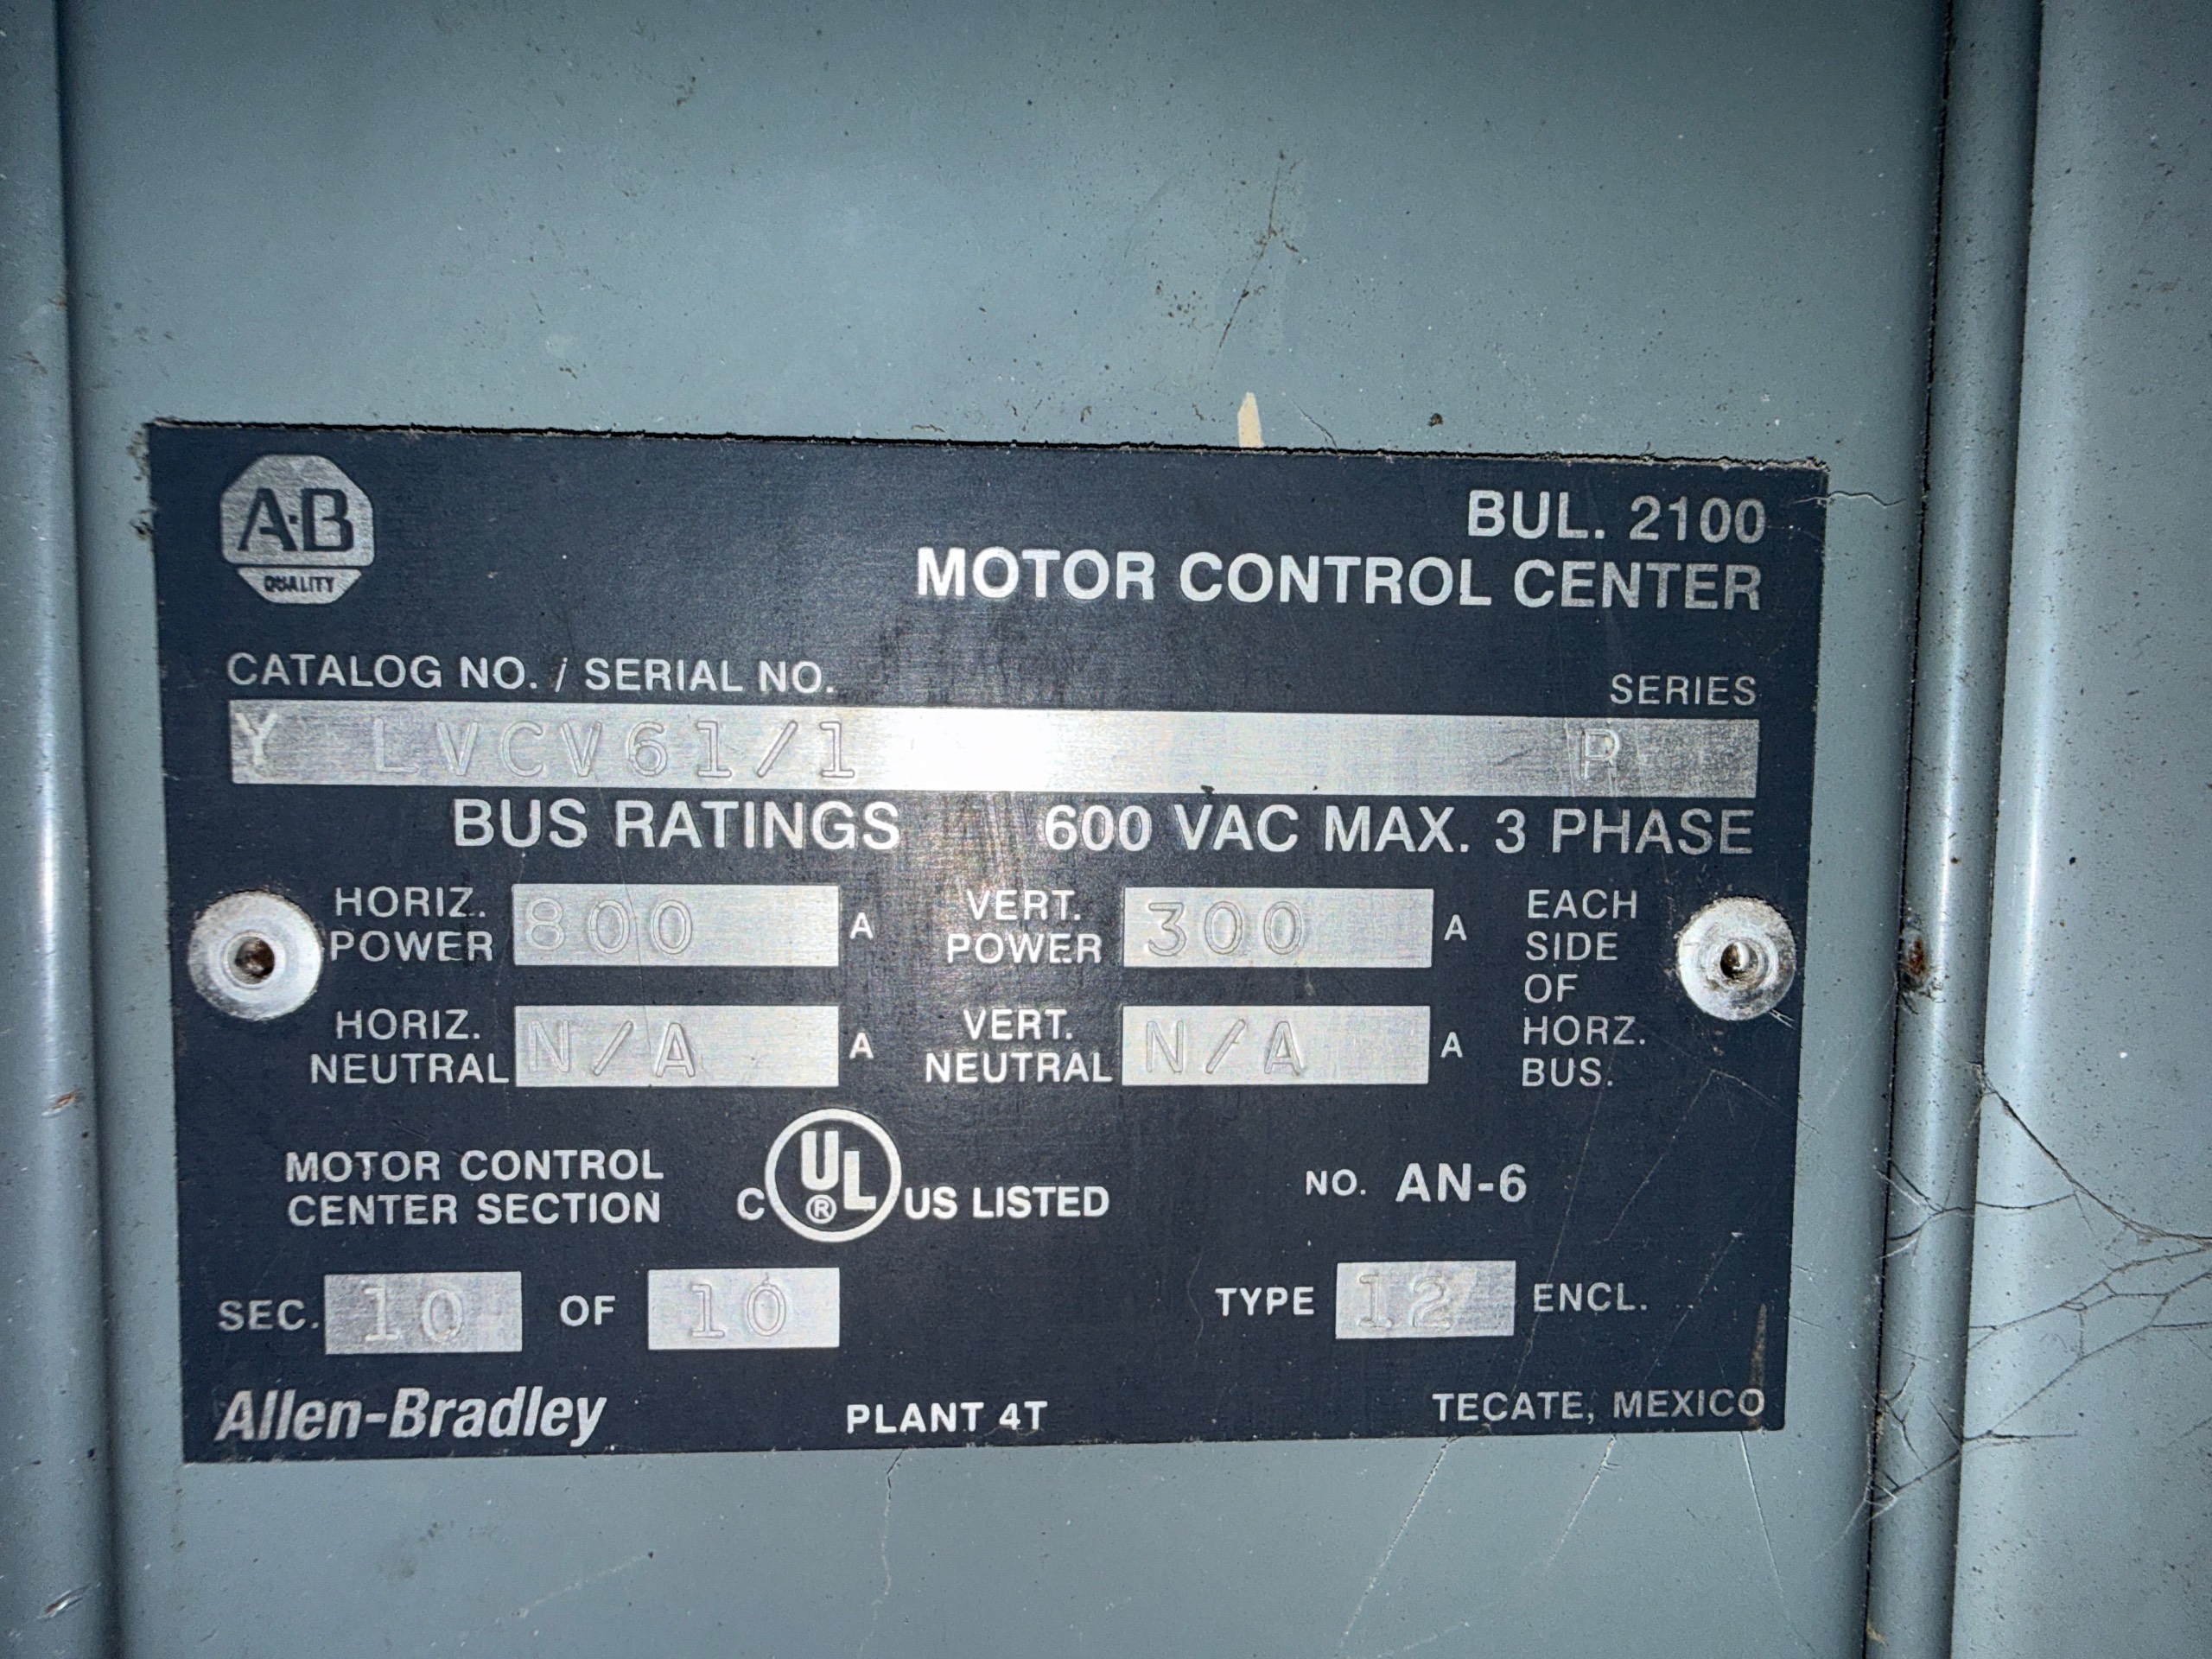 A-B
QUALITY
BUL. 2100
MOTOR CONTROL CENTER
CATALOG NO. / SERIAL NO.
SERIES
Y LVCV61/1 P
BUS RATINGS 600 VAC MAX. 3 PHASE
HORIZ. POWER 800 A
VERT. POWER 300 A
EACH SIDE OF HORZ. BUS.
HORIZ. NEUTRAL N/A A
VERT. NEUTRAL N/A A
MOTOR CONTROL
CENTER SECTION
C UL ® US LISTED
NO. AN-6
SEC. 10 OF 10
TYPE 12 ENCL.
Allen-Bradley
PLANT 4T
TECATE, MEXICO